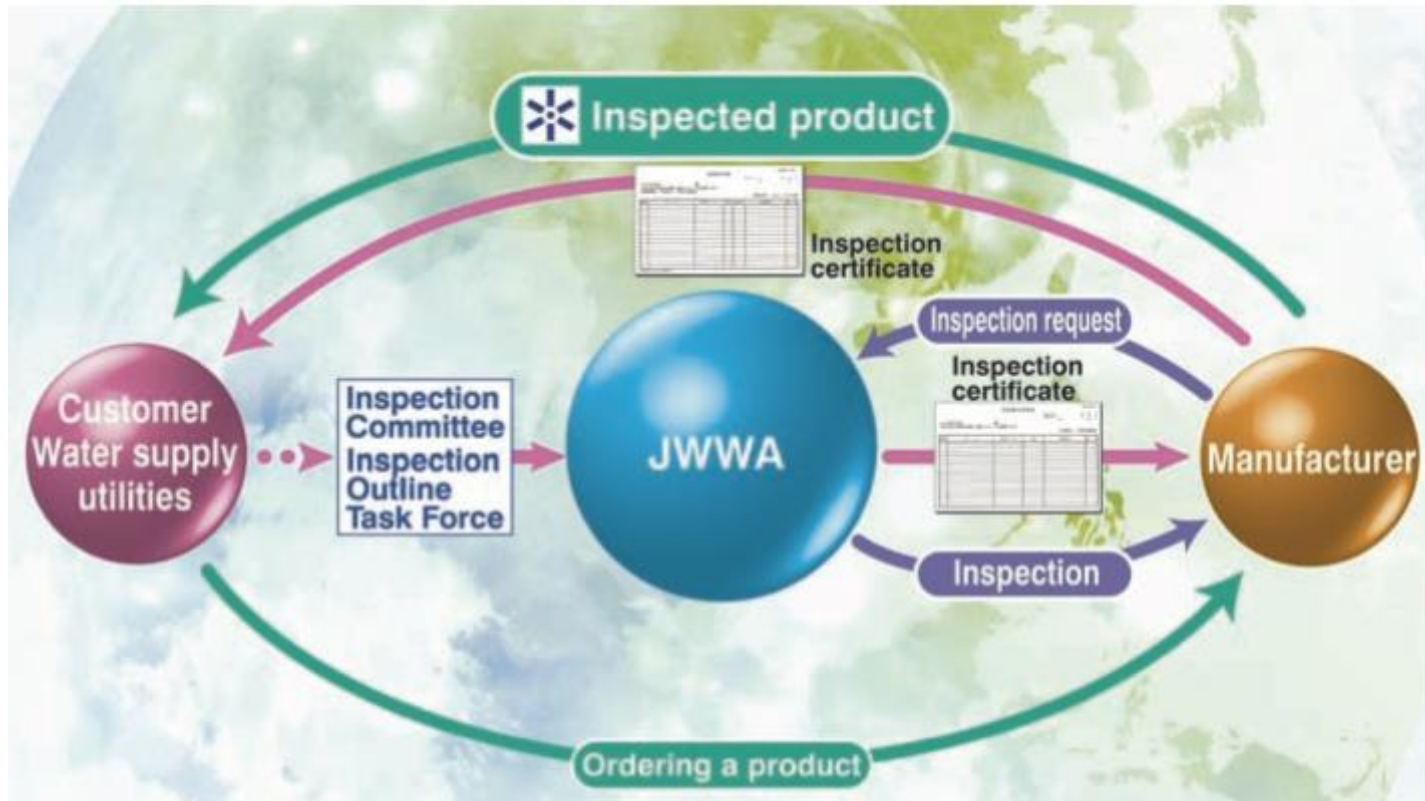 Inspected product
Inspection
certificate
Inspection request
Inspection
certificate
Customer
Water supply
utilities
Inspection
Committee
Inspection
Outline
Task Force
JWWA
Manufacturer
Inspection
Ordering a product